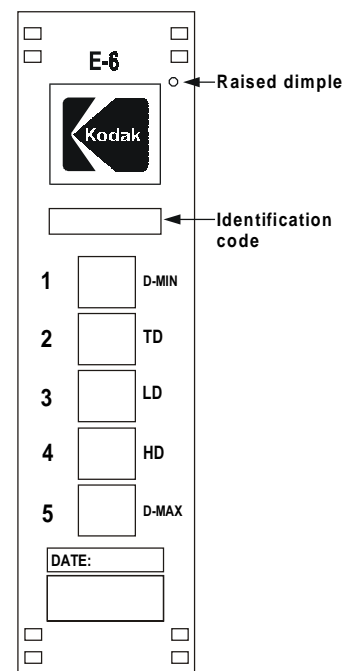 E-6
Raised dimple
Kodak
Identification
code
1 D-MIN
2 TD
3 LD
4 HD
5 D-MAX
DATE: